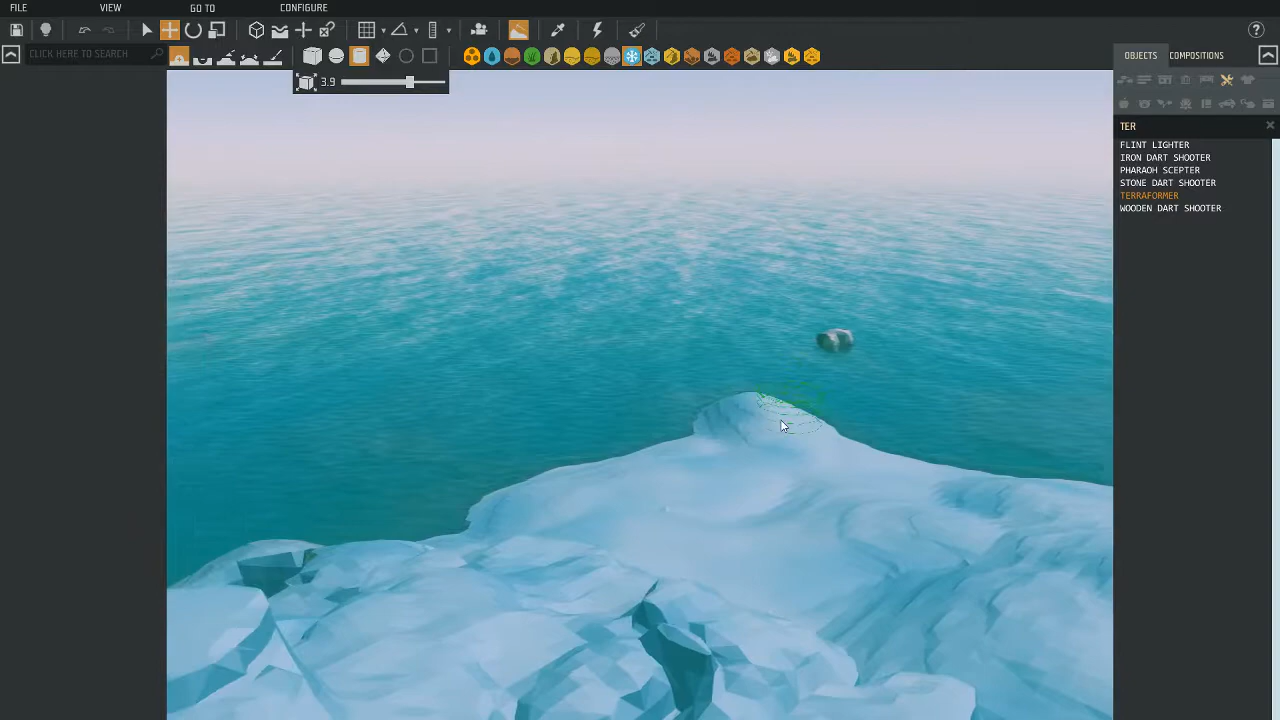 FILE VIEW GO TO CONFIGURE
CLICK HERE TO SEARCH
OBJECTS COMPOSITIONS
3.9
TER
FLINT LIGHTER
IRON DART SHOOTER
PHARAOH SCEPTER
STONE DART SHOOTER
TERRAFORMER
WOODEN DART SHOOTER